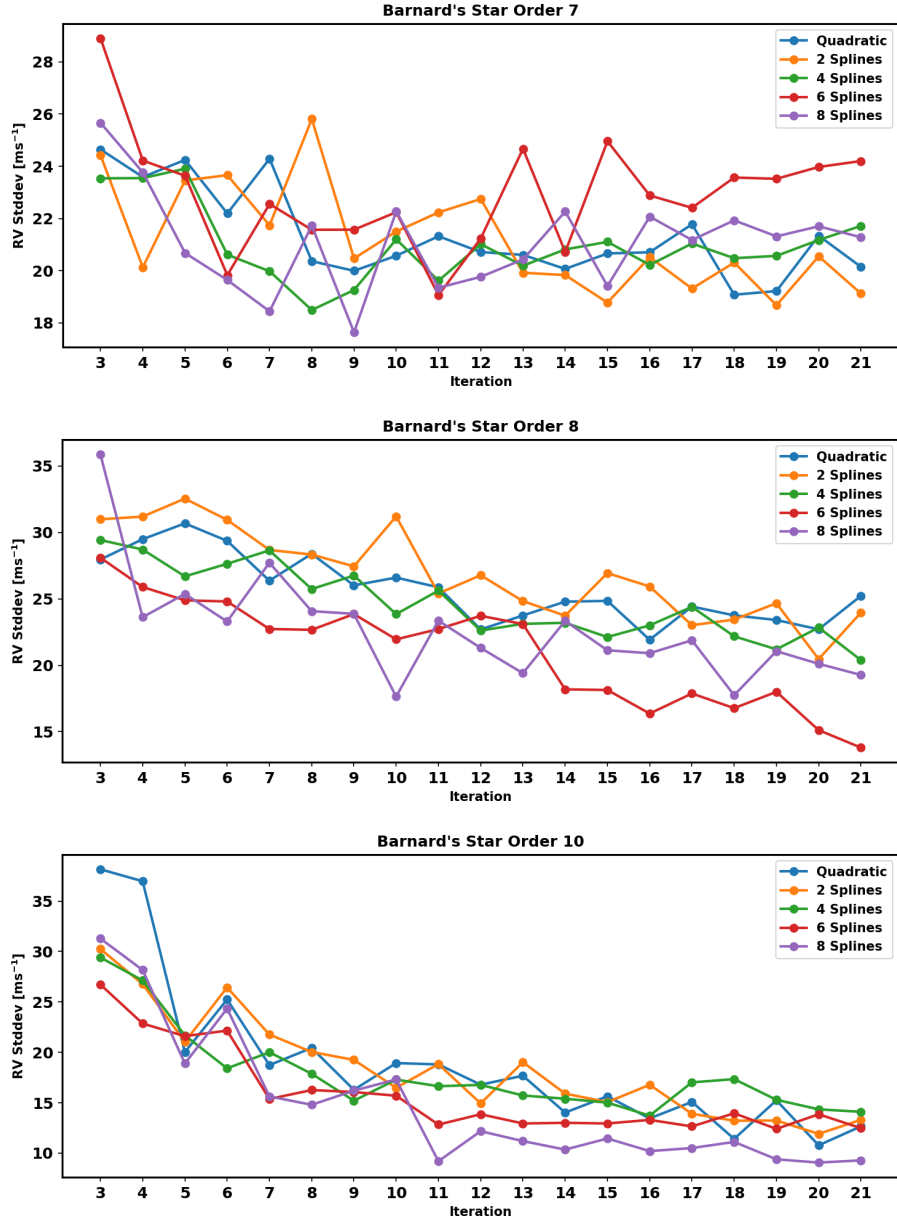 Barnard's Star Order 7
RV Stddev [ms⁻¹]
28
26
24
22
20
18
Quadratic
2 Splines
4 Splines
6 Splines
8 Splines
3 4 5 6 7 8 9 10 11 12 13 14 15 16 17 18 19 20 21
Iteration
Barnard's Star Order 8
RV Stddev [ms⁻¹]
35
30
25
20
15
Quadratic
2 Splines
4 Splines
6 Splines
8 Splines
3 4 5 6 7 8 9 10 11 12 13 14 15 16 17 18 19 20 21
Iteration
Barnard's Star Order 10
RV Stddev [ms⁻¹]
35
30
25
20
15
10
Quadratic
2 Splines
4 Splines
6 Splines
8 Splines
3 4 5 6 7 8 9 10 11 12 13 14 15 16 17 18 19 20 21
Iteration